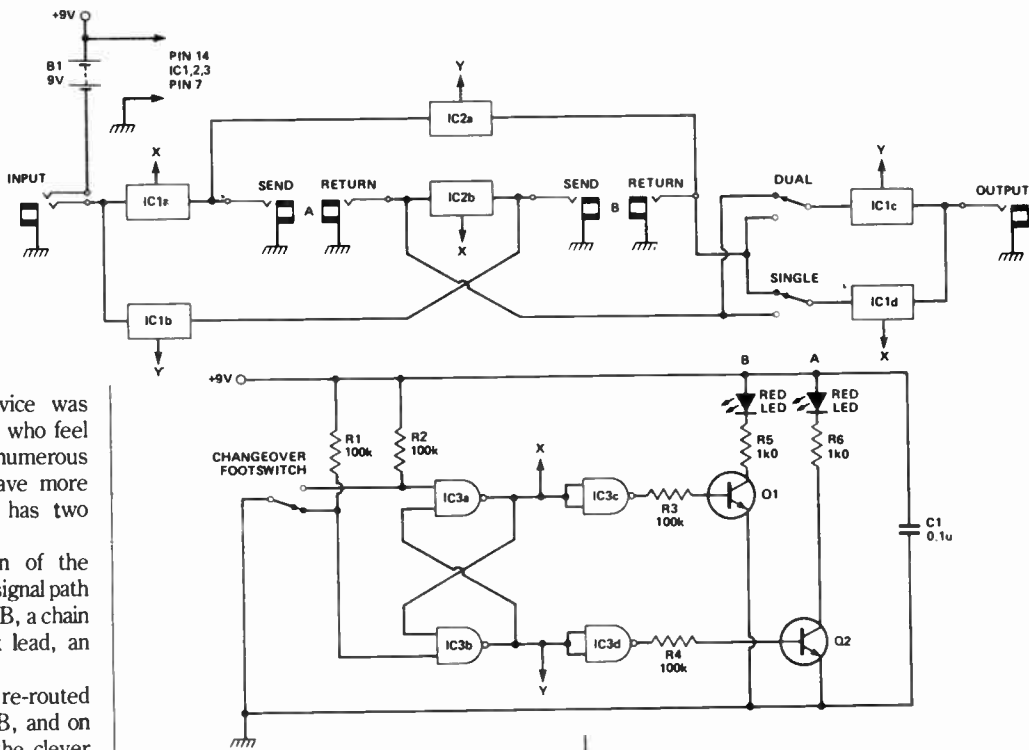 +9V
B1
9V
PIN 14
IC1,2,3
PIN 7
Y
IC2a
X
Y
INPUT
IC1a
SEND
A
RETURN
IC2b
SEND
B
RETURN
DUAL
IC1c
OUTPUT
X
SINGLE
IC1b
IC1d
Y
X
+9V
B
A
RED
LED
RED
LED
R1
100k
R2
100k
R5
1k0
R6
1k0
CHANGEOVER
FOOTSWITCH
X
IC3a
IC3c
R3
100k
Q1
C1
0.1u
IC3b
IC3d
R4
100k
Q2
Y
vice was
who feel
numerous
ave more
has two
n of the
signal path
B, a chain
lead, an
re-routed
B, and on
he clever